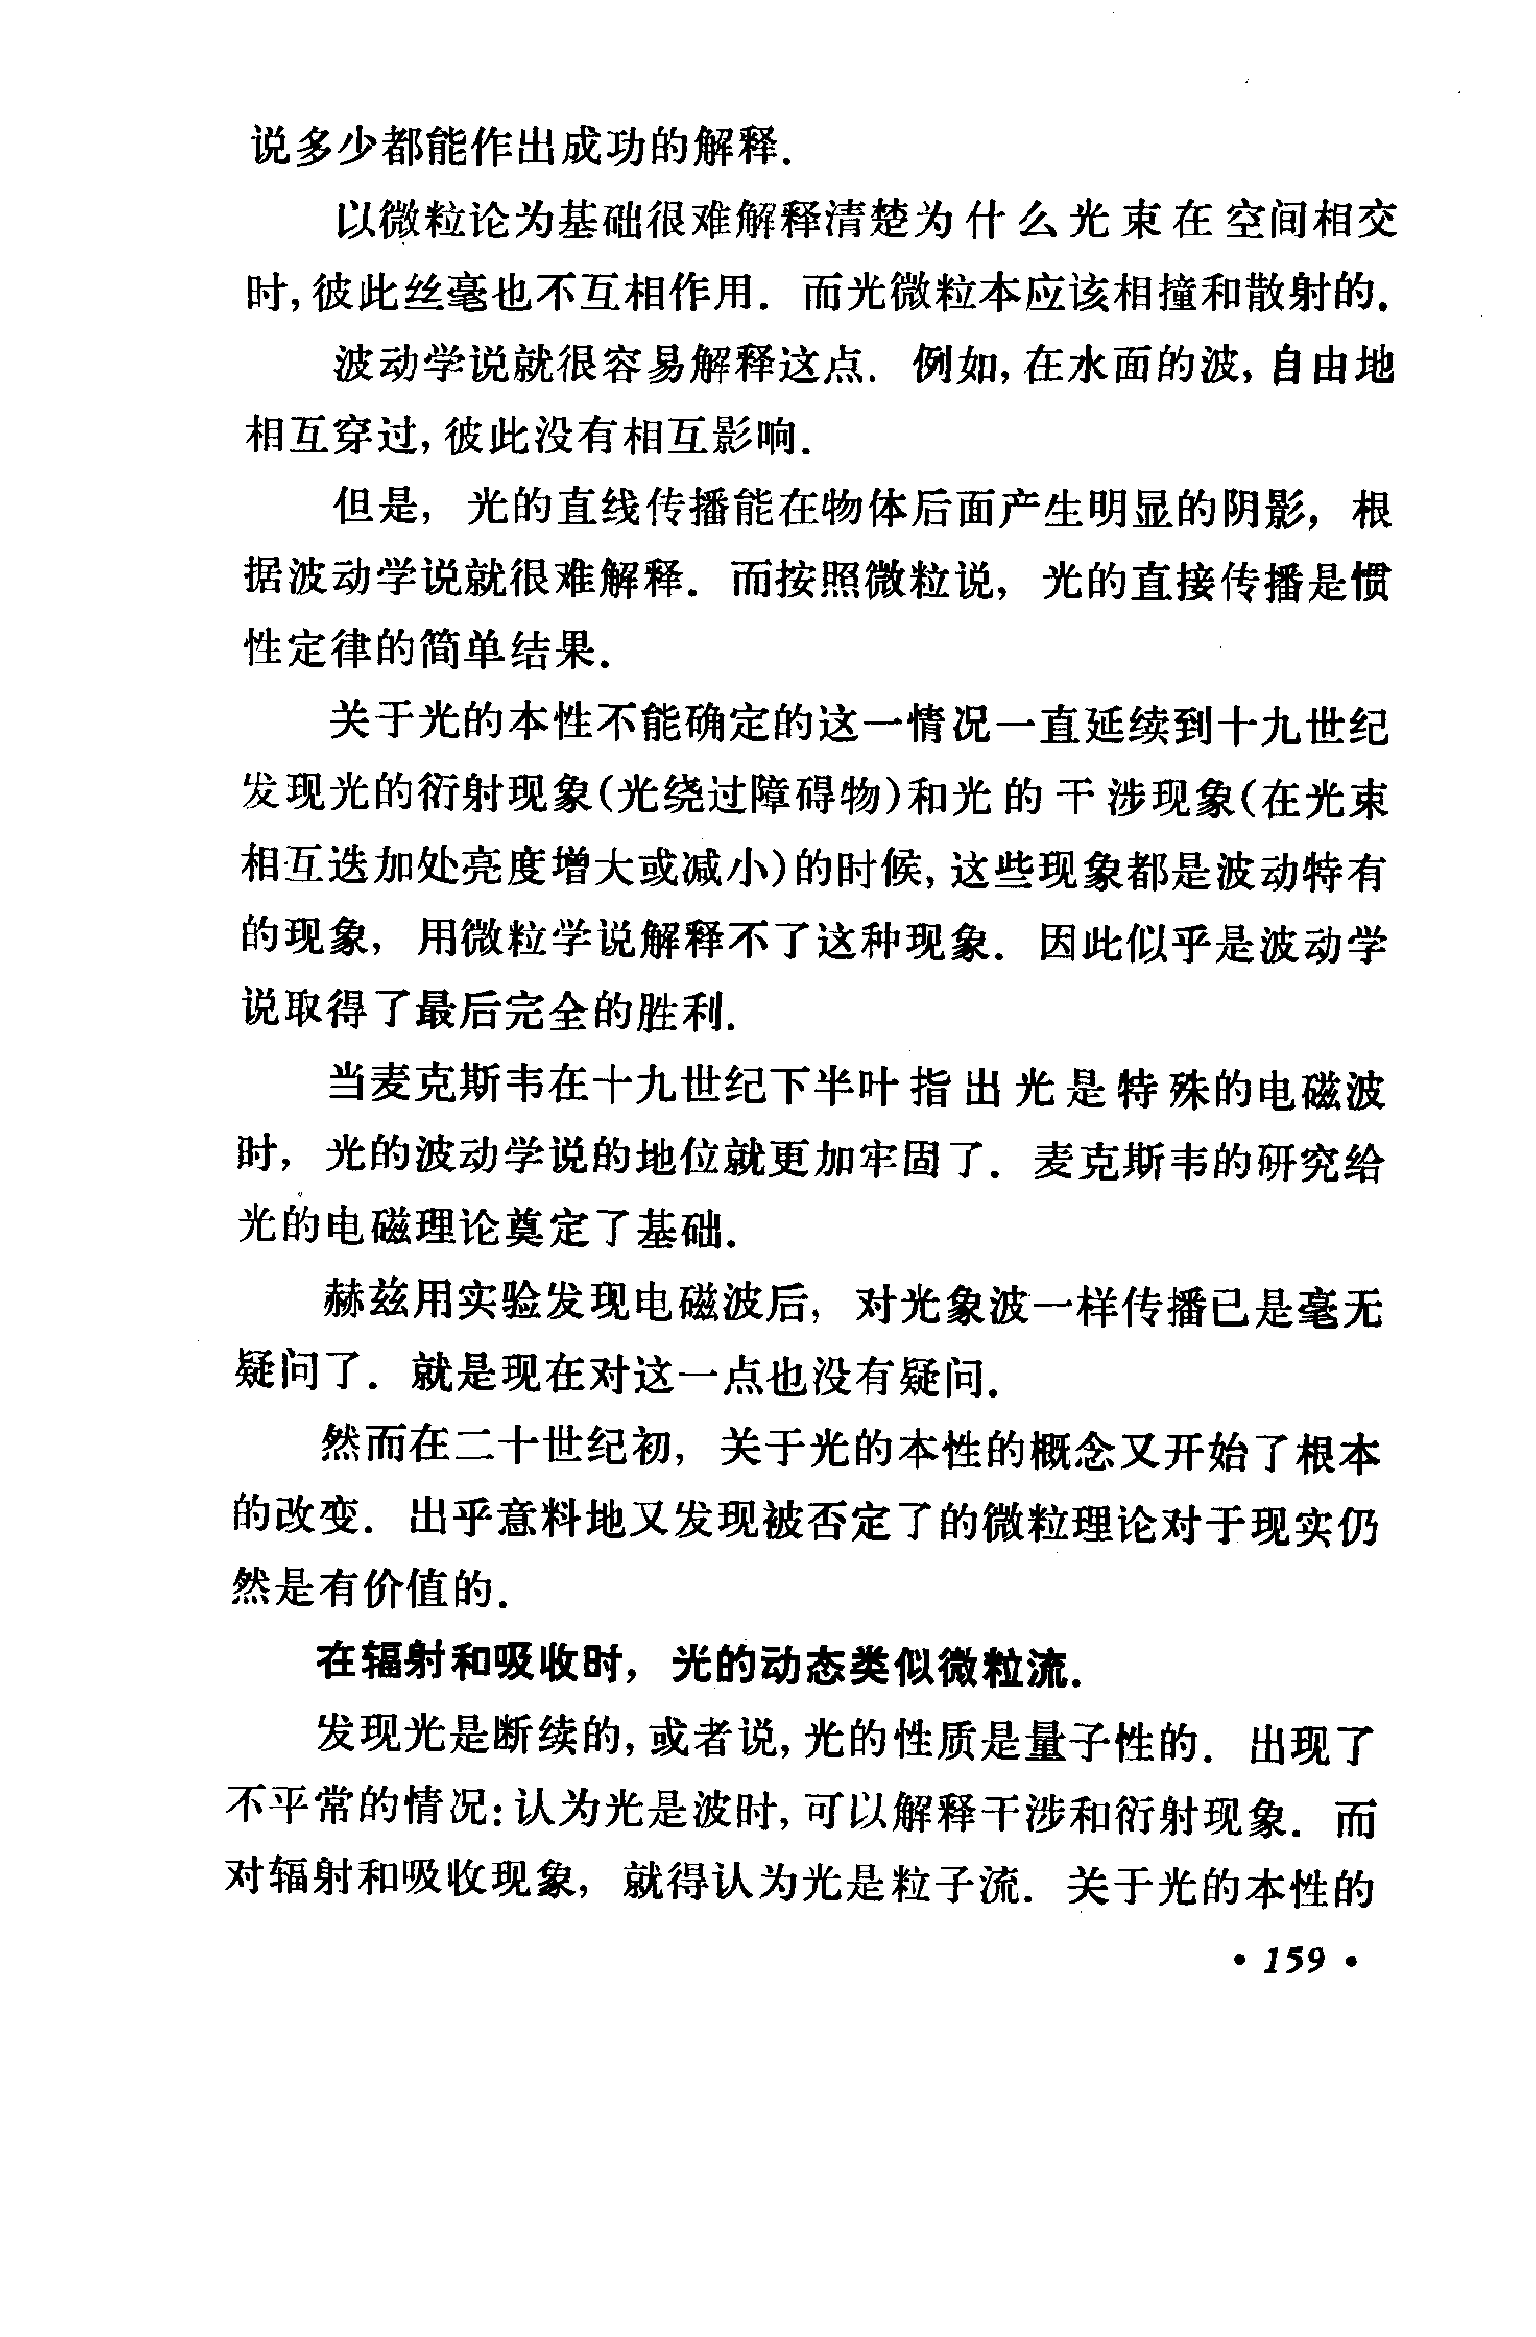 说多少都能作出成功的解释.
以微粒论为基础很难解释清楚为什么光束在空间相交
时,彼此丝毫也不互相作用. 而光微粒本应该相撞和散射的.
波动学说就很容易解释这点. 例如,在水面的波,自由地
相互穿过,彼此没有相互影响.
但是, 光的直线传播能在物体后面产生明显的阴影, 根
据波动学说就很难解释. 而按照微粒说, 光的直接传播是惯
性定律的简单结果.
关于光的本性不能确定的这一情况一直延续到十九世纪
发现光的衍射现象(光绕过障碍物)和光的干涉现象(在光束
相互迭加处亮度增大或减小)的时候,这些现象都是波动特有
的现象, 用微粒学说解释不了这种现象. 因此似乎是波动学
说取得了最后完全的胜利.
当麦克斯韦在十九世纪下半叶指出光是特殊的电磁波
时, 光的波动学说的地位就更加牢固了. 麦克斯韦的研究给
光的电磁理论奠定了基础.
赫兹用实验发现电磁波后, 对光象波一样传播已是毫无
疑问了. 就是现在对这一点也没有疑问.
然而在二十世纪初, 关于光的本性的概念又开始了根本
的改变. 出乎意料地又发现被否定了的微粒理论对于现实仍
然是有价值的.
在辐射和吸收时, 光的动态类似微粒流.
发现光是断续的,或者说,光的性质是量子性的. 出现了
不平常的情况:认为光是波时,可以解释干涉和衍射现象. 而
对辐射和吸收现象, 就得认为光是粒子流. 关于光的本性的
• 159 •